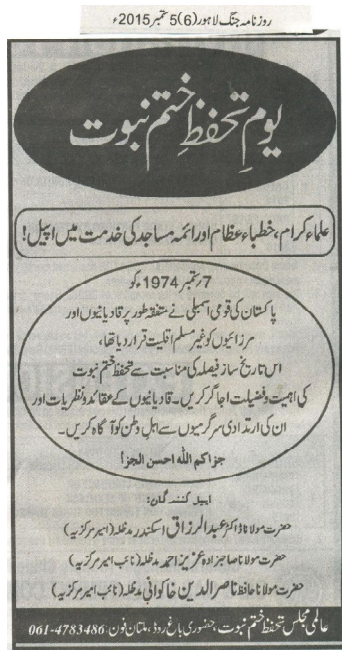 روزنامہ جنگ لاہور (6) 5 ستمبر 2015ء
یومِ تحفظِ ختم نبوت
علماء کرام، خطباء عظام اور ائمہ مساجد کی خدمت میں اپیل!
7 ستمبر 1974ء کو
پاکستان کی قومی اسمبلی نے متفقہ طور پر قادیانیوں اور
مرزائیوں کو غیر مسلم اقلیت قرار دیا تھا،
اس تاریخ ساز فیصلہ کی مناسبت سے تحفظ ختم نبوت
کی اہمیت و فضیلت اجاگر کریں۔ قادیانیوں کے عقائد و نظریات اور
ان کی ارتدادی سرگرمیوں سے اہل وطن کو آگاہ کریں۔
جزاکم اللہ احسن الجزا!
اپیل کنندگان:
حضرت مولانا ڈاکٹر عبدالرزاق اسکندر مدظلہ (امیر مرکزیہ)
حضرت مولانا صاحبزادہ عزیز احمد مدظلہ (نائب امیر مرکزیہ)
حضرت مولانا حافظ ناصر الدین خاکوانی مدظلہ (نائب امیر مرکزیہ)
عالمی مجلس تحفظ ختم نبوت، حضوری باغ روڈ، ملتان فون: 061-4783486